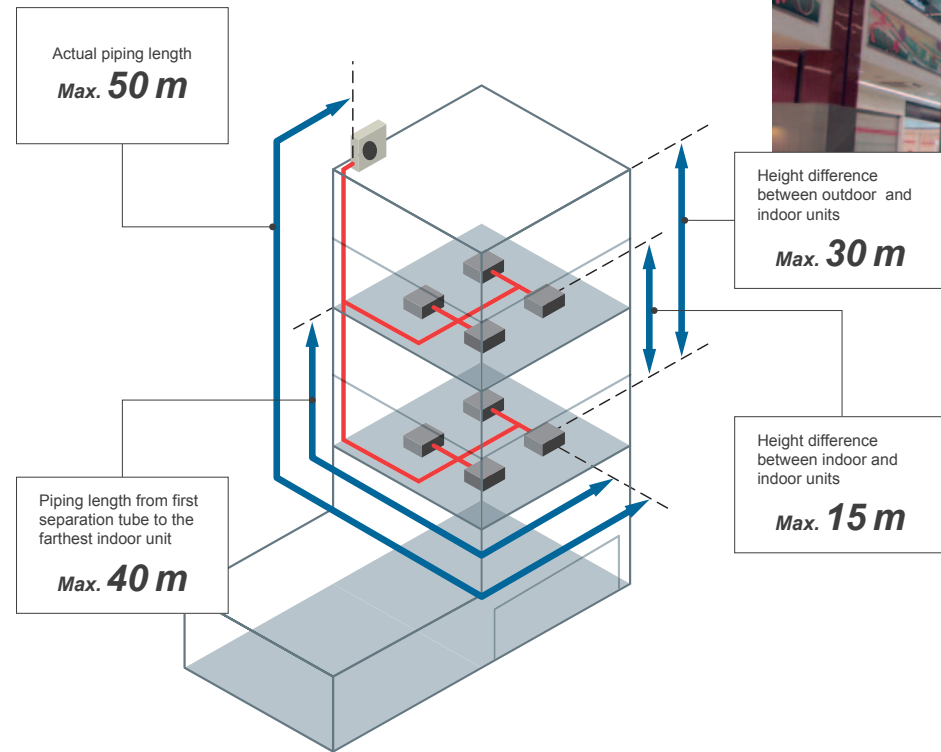 Actual piping length
Max. 50 m
Height difference
between outdoor and
indoor units
Max. 30 m
Piping length from first
separation tube to the
farthest indoor unit
Max. 40 m
Height difference
between indoor and
indoor units
Max. 15 m